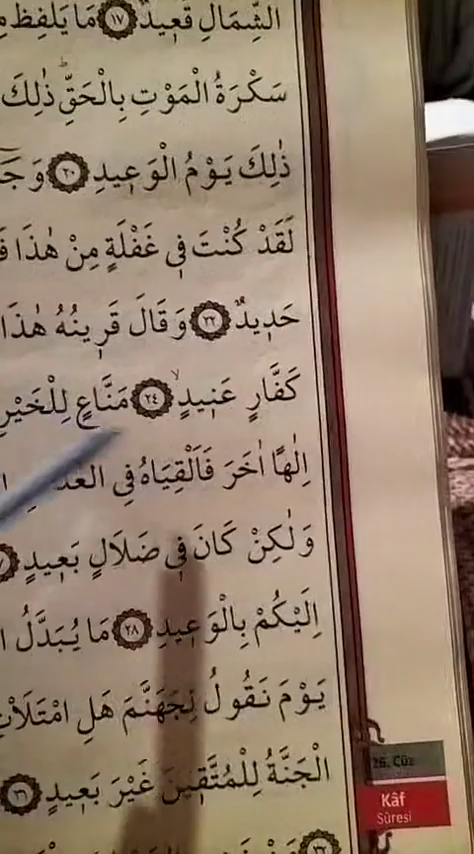 الشِّمَالِ قَعِيدٌ ﴿١٧﴾ مَا يَلْفِظُ
سَكْرَةُ الْمَوْتِ بِالْحَقِّ ذٰلِكَ
ذٰلِكَ يَوْمُ الْوَعِيدِ ﴿٢٠﴾
لَقَدْ كُنْتَ فِى غَفْلَةٍ مِنْ هٰذَا
حَدِيدٌ ﴿٢٢﴾ وَقَالَ قَرِينُهُ هٰذَا
كَفَّارٍ عَنِيدٍ ﴿٢٤﴾ مَنَّاعٍ لِلْخَيْرِ
اِلٰهًا اٰخَرَ فَاَلْقِيَاهُ فِى
وَلٰكِنْ كَانَ فِى ضَلَالٍ بَعِيدٍ
اِلَيْكُمْ بِالْوَعِيدِ ﴿٢٨﴾ مَا يُبَدَّلُ
يَوْمَ نَقُولُ لِجَهَنَّمَ هَلِ امْتَلَاْتِ
الْجَنَّةُ لِلْمُتَّقِينَ غَيْرَ بَعِيدٍ ﴿٣١﴾
26. Cüz
Kâf
Sûresi